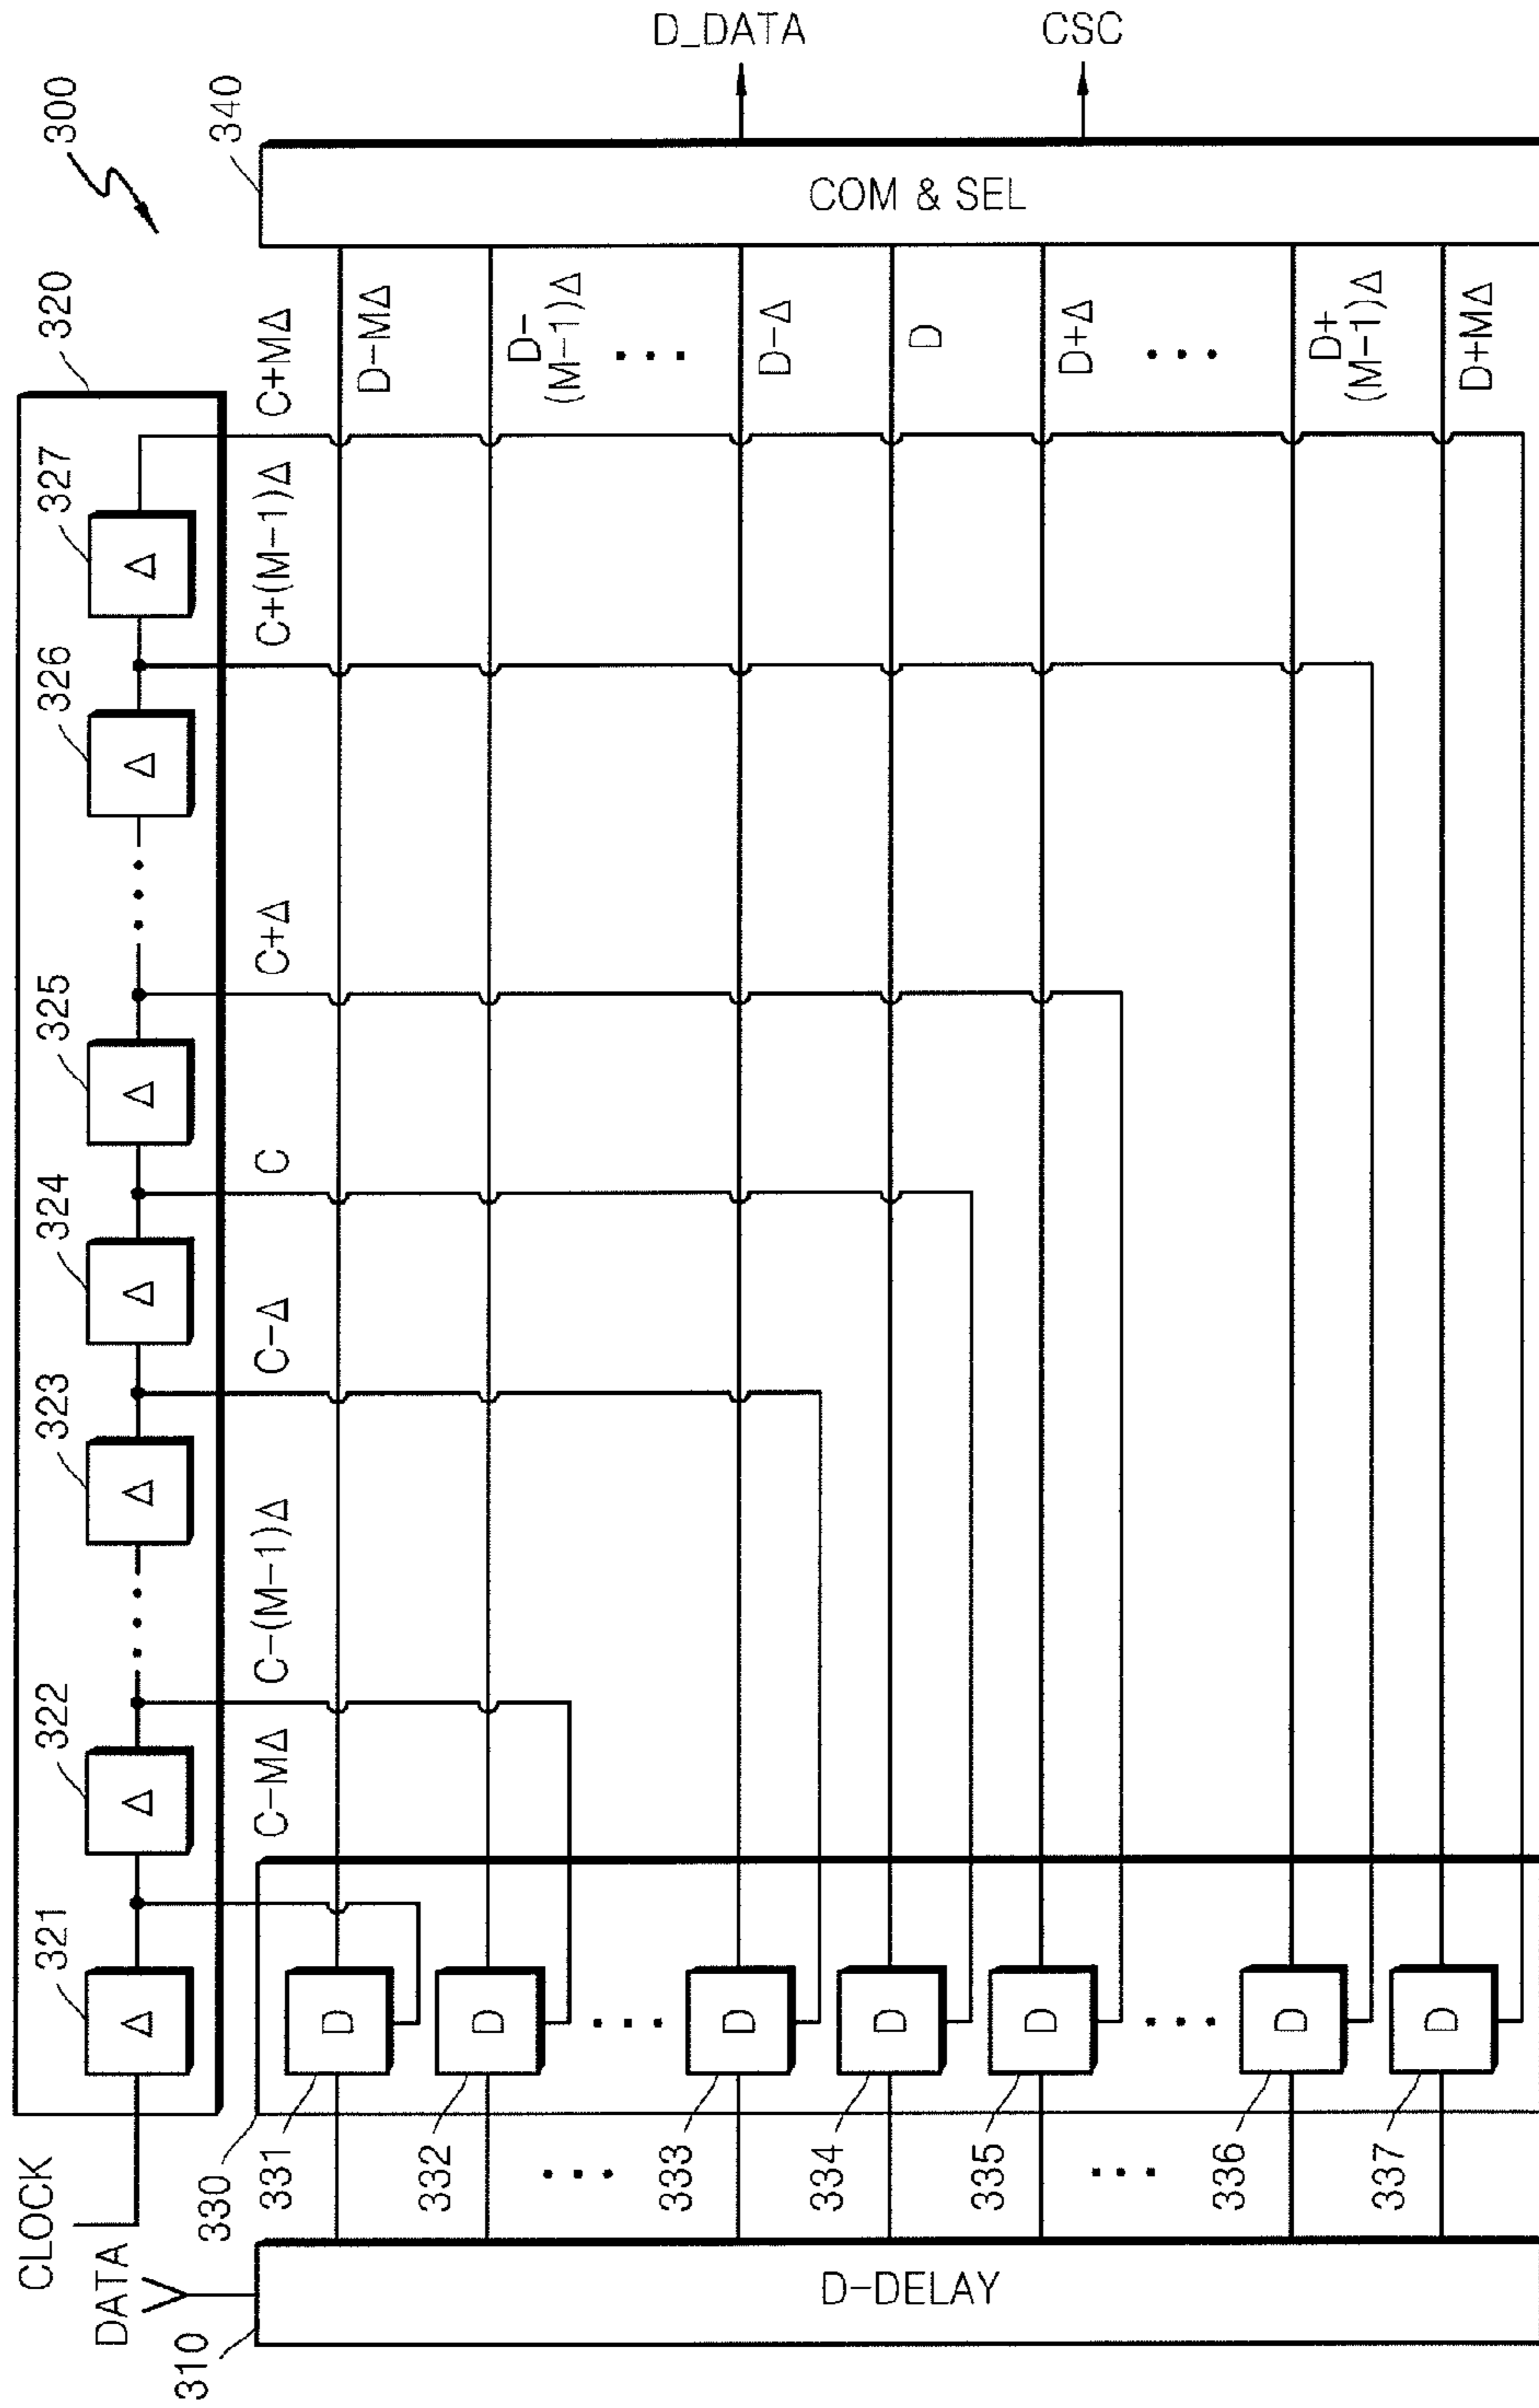 300
320
321
322
323
324
325
326
327
Δ
Δ
Δ
Δ
Δ
Δ
Δ
CLOCK
DATA
310
D-DELAY
330
C-MΔ
C-(M-1)Δ
C-Δ
C
C+Δ
C+(M-1)Δ
C+MΔ
340
COM & SEL
D_DATA
CSC
331
D
D-MΔ
332
D
D-
(M-1)Δ
...
...
...
333
D
D-Δ
334
D
D
335
D
D+Δ
...
...
...
336
D
D+
(M-1)Δ
337
D
D+MΔ